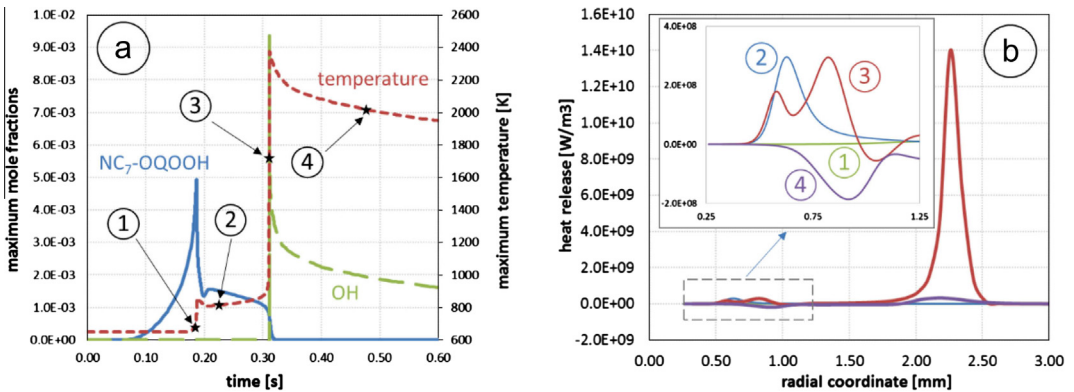 a
1.0E-02
9.0E-03
8.0E-03
7.0E-03
6.0E-03
5.0E-03
4.0E-03
3.0E-03
2.0E-03
1.0E-03
0.0E+00
maximum mole fractions
0.00 0.10 0.20 0.30 0.40 0.50 0.60
time [s]
2600
2400
2200
2000
1800
1600
1400
1200
1000
800
600
maximum temperature [K]
temperature
NC7-OQOOH
OH
1
2
3
4
b
1.6E+10
1.4E+10
1.2E+10
1.0E+10
8.0E+09
6.0E+09
4.0E+09
2.0E+09
0.0E+00
-2.0E+09
heat release [W/m3]
0.00 0.50 1.00 1.50 2.00 2.50 3.00
radial coordinate [mm]
4.0E+08
2.0E+08
0.0E+00
-2.0E+08
0.25 0.75 1.25
2
3
1
4